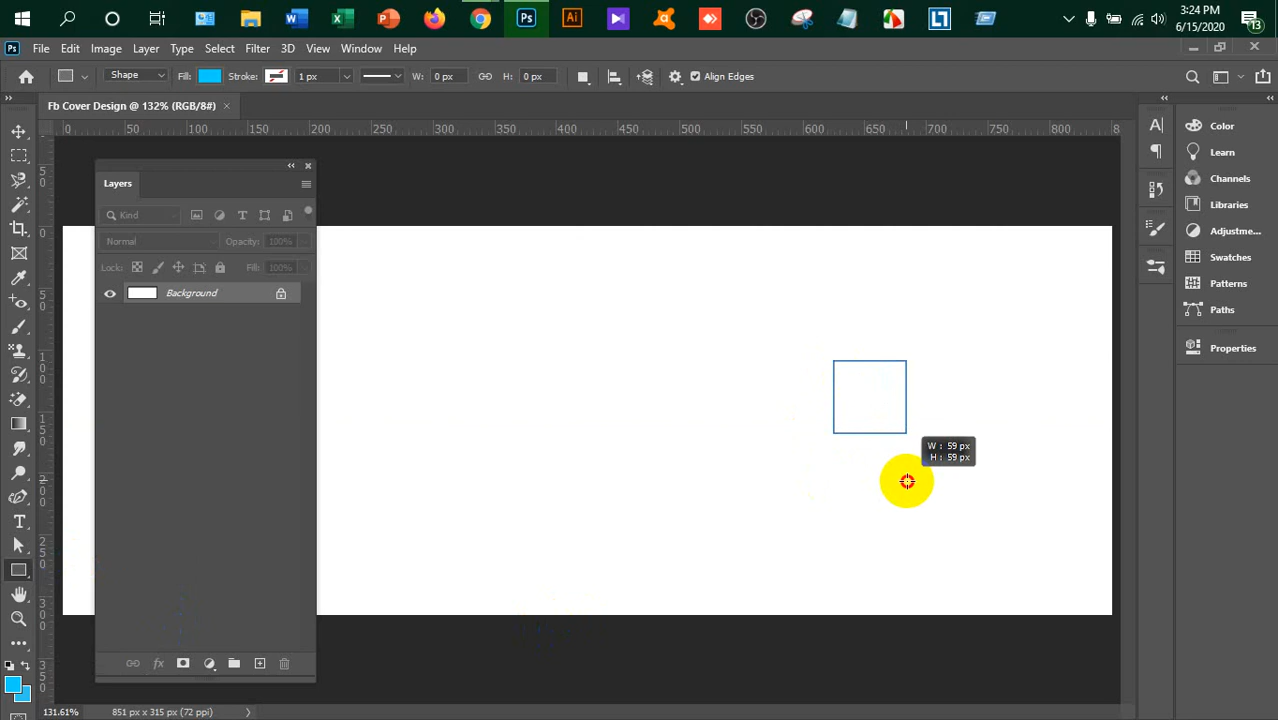 3:24 PM
6/15/2020
13
File Edit Image Layer Type Select Filter 3D View Window Help
Shape Fill: Stroke: 1 px W: 0 px H: 0 px Align Edges
Fb Cover Design @ 132% (RGB/8#)
0 50 100 150 200 250 300 350 400 450 500 550 600 650 700 750 800 8
Layers
Kind
Normal Opacity: 100%
Lock: Fill: 100%
Background
W: 59 px
H: 59 px
Color
Learn
Channels
Libraries
Adjustme...
Swatches
Gradients
Patterns
Paths
Properties
131.61% 851 px x 315 px (72 ppi)